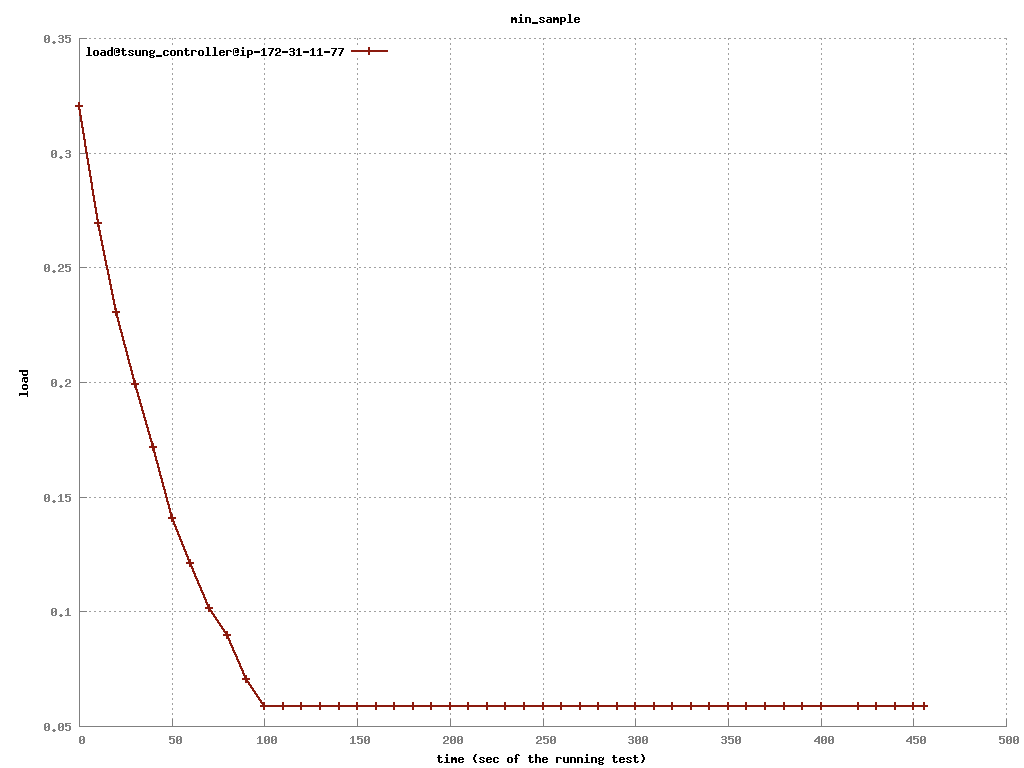 min_sample
load@tsung_controller@ip-172-31-11-77
0.35
0.3
0.25
0.2
0.15
0.1
0.05
load
0 50 100 150 200 250 300 350 400 450 500
time (sec of the running test)